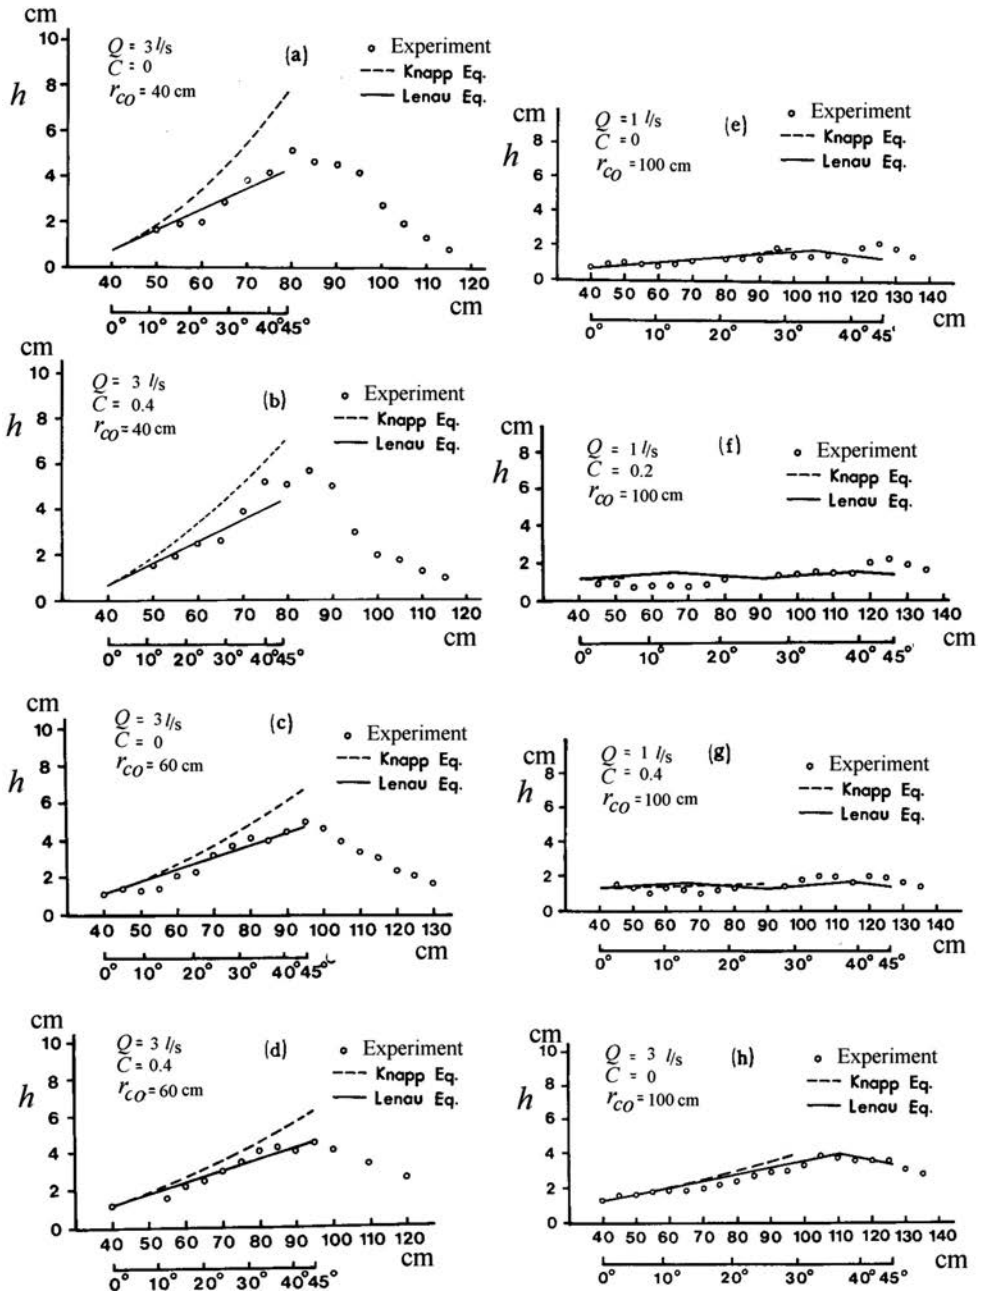 cm
10
8
6
4
2
0
h
Q = 3 l/s
C = 0
rCO = 40 cm
(a)
Experiment
Knapp Eq.
Lenau Eq.
40 50 60 70 80 90 100 110 120
cm
0° 10° 20° 30° 40° 45°
cm
10
8
6
4
2
0
h
Q = 3 l/s
C = 0.4
rCO = 40 cm
(b)
Experiment
Knapp Eq.
Lenau Eq.
40 50 60 70 80 90 100 110 120
cm
0° 10° 20° 30° 40° 45°
cm
10
8
6
4
2
0
h
Q = 3 l/s
C = 0
rCO = 60 cm
(c)
Experiment
Knapp Eq.
Lenau Eq.
40 50 60 70 80 90 100 110 120 130
cm
0° 10° 20° 30° 40° 45°
cm
10
8
6
4
2
0
h
Q = 3 l/s
C = 0.4
rCO = 60 cm
(d)
Experiment
Knapp Eq.
Lenau Eq.
40 50 60 70 80 90 100 110 120
cm
0° 10° 20° 30° 40° 45°
cm
8
6
4
2
0
h
Q = 1 l/s
C = 0
rCO = 100 cm
(e)
Experiment
Knapp Eq.
Lenau Eq.
40 50 60 70 80 90 100 110 120 130 140
cm
0° 10° 20° 30° 40° 45°
cm
8
6
4
2
0
h
Q = 1 l/s
C = 0.2
rCO = 100 cm
(f)
Experiment
Knapp Eq.
Lenau Eq.
40 50 60 70 80 90 100 110 120 130 140
cm
0° 10° 20° 30° 40° 45°
cm
8
6
4
2
0
h
Q = 1 l/s
C = 0.4
rCO = 100 cm
(g)
Experiment
Knapp Eq.
Lenau Eq.
40 50 60 70 80 90 100 110 120 130 140
cm
0° 10° 20° 30° 40° 45°
cm
10
8
6
4
2
0
h
Q = 3 l/s
C = 0
rCO = 100 cm
(h)
Experiment
Knapp Eq.
Lenau Eq.
40 50 60 70 80 90 100 110 120 130 140
cm
0° 10° 20° 30° 40° 45°